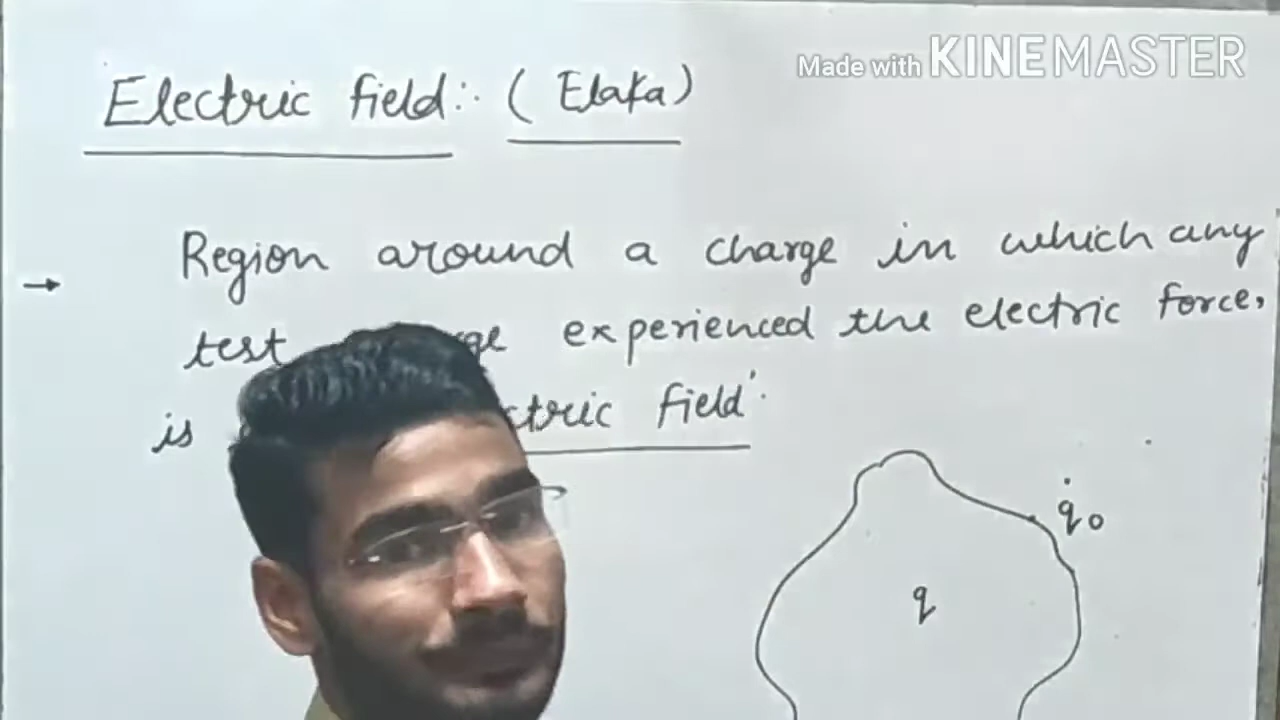 Made with KINEMASTER
Electric field:. (Elaka)
→ Region around a charge in which any
test experienced the electric force,
is field'.
q0
q